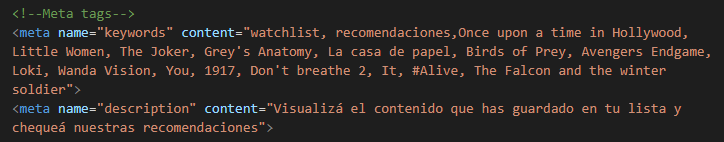 <!--Meta tags-->
<meta name="keywords" content="watchlist, recomendaciones,Once upon a time in Hollywood,
Little Women, The Joker, Grey's Anatomy, La casa de papel, Birds of Prey, Avengers Endgame,
Loki, Wanda Vision, You, 1917, Don't breathe 2, It, #Alive, The Falcon and the winter
soldier">
<meta name="description" content="Visualizá el contenido que has guardado en tu lista y
chequeá nuestras recomendaciones">